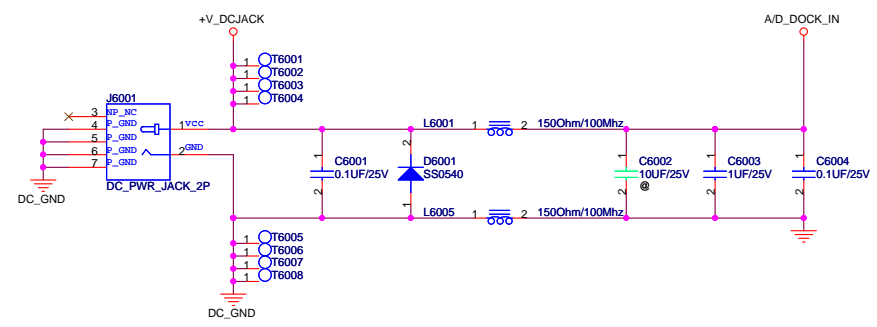 +V_DCJACK
A/D_DOCK_IN
1 T6001
1 T6002
1 T6003
1 T6004
J6001
3 NP_NC
4 P_GND
5 P_GND
6 P_GND
7 P_GND
1 VCC
2 GND
DC_PWR_JACK_2P
DC_GND
L6001 1 2 150Ohm/100Mhz
1 C6001 0.1UF/25V 2
2 D6001 SS0540 1
1 C6002 10UF/25V @ 2
1 C6003 1UF/25V 2
1 C6004 0.1UF/25V 2
L6005 1 2 150Ohm/100Mhz
1 T6005
1 T6006
1 T6007
1 T6008
DC_GND